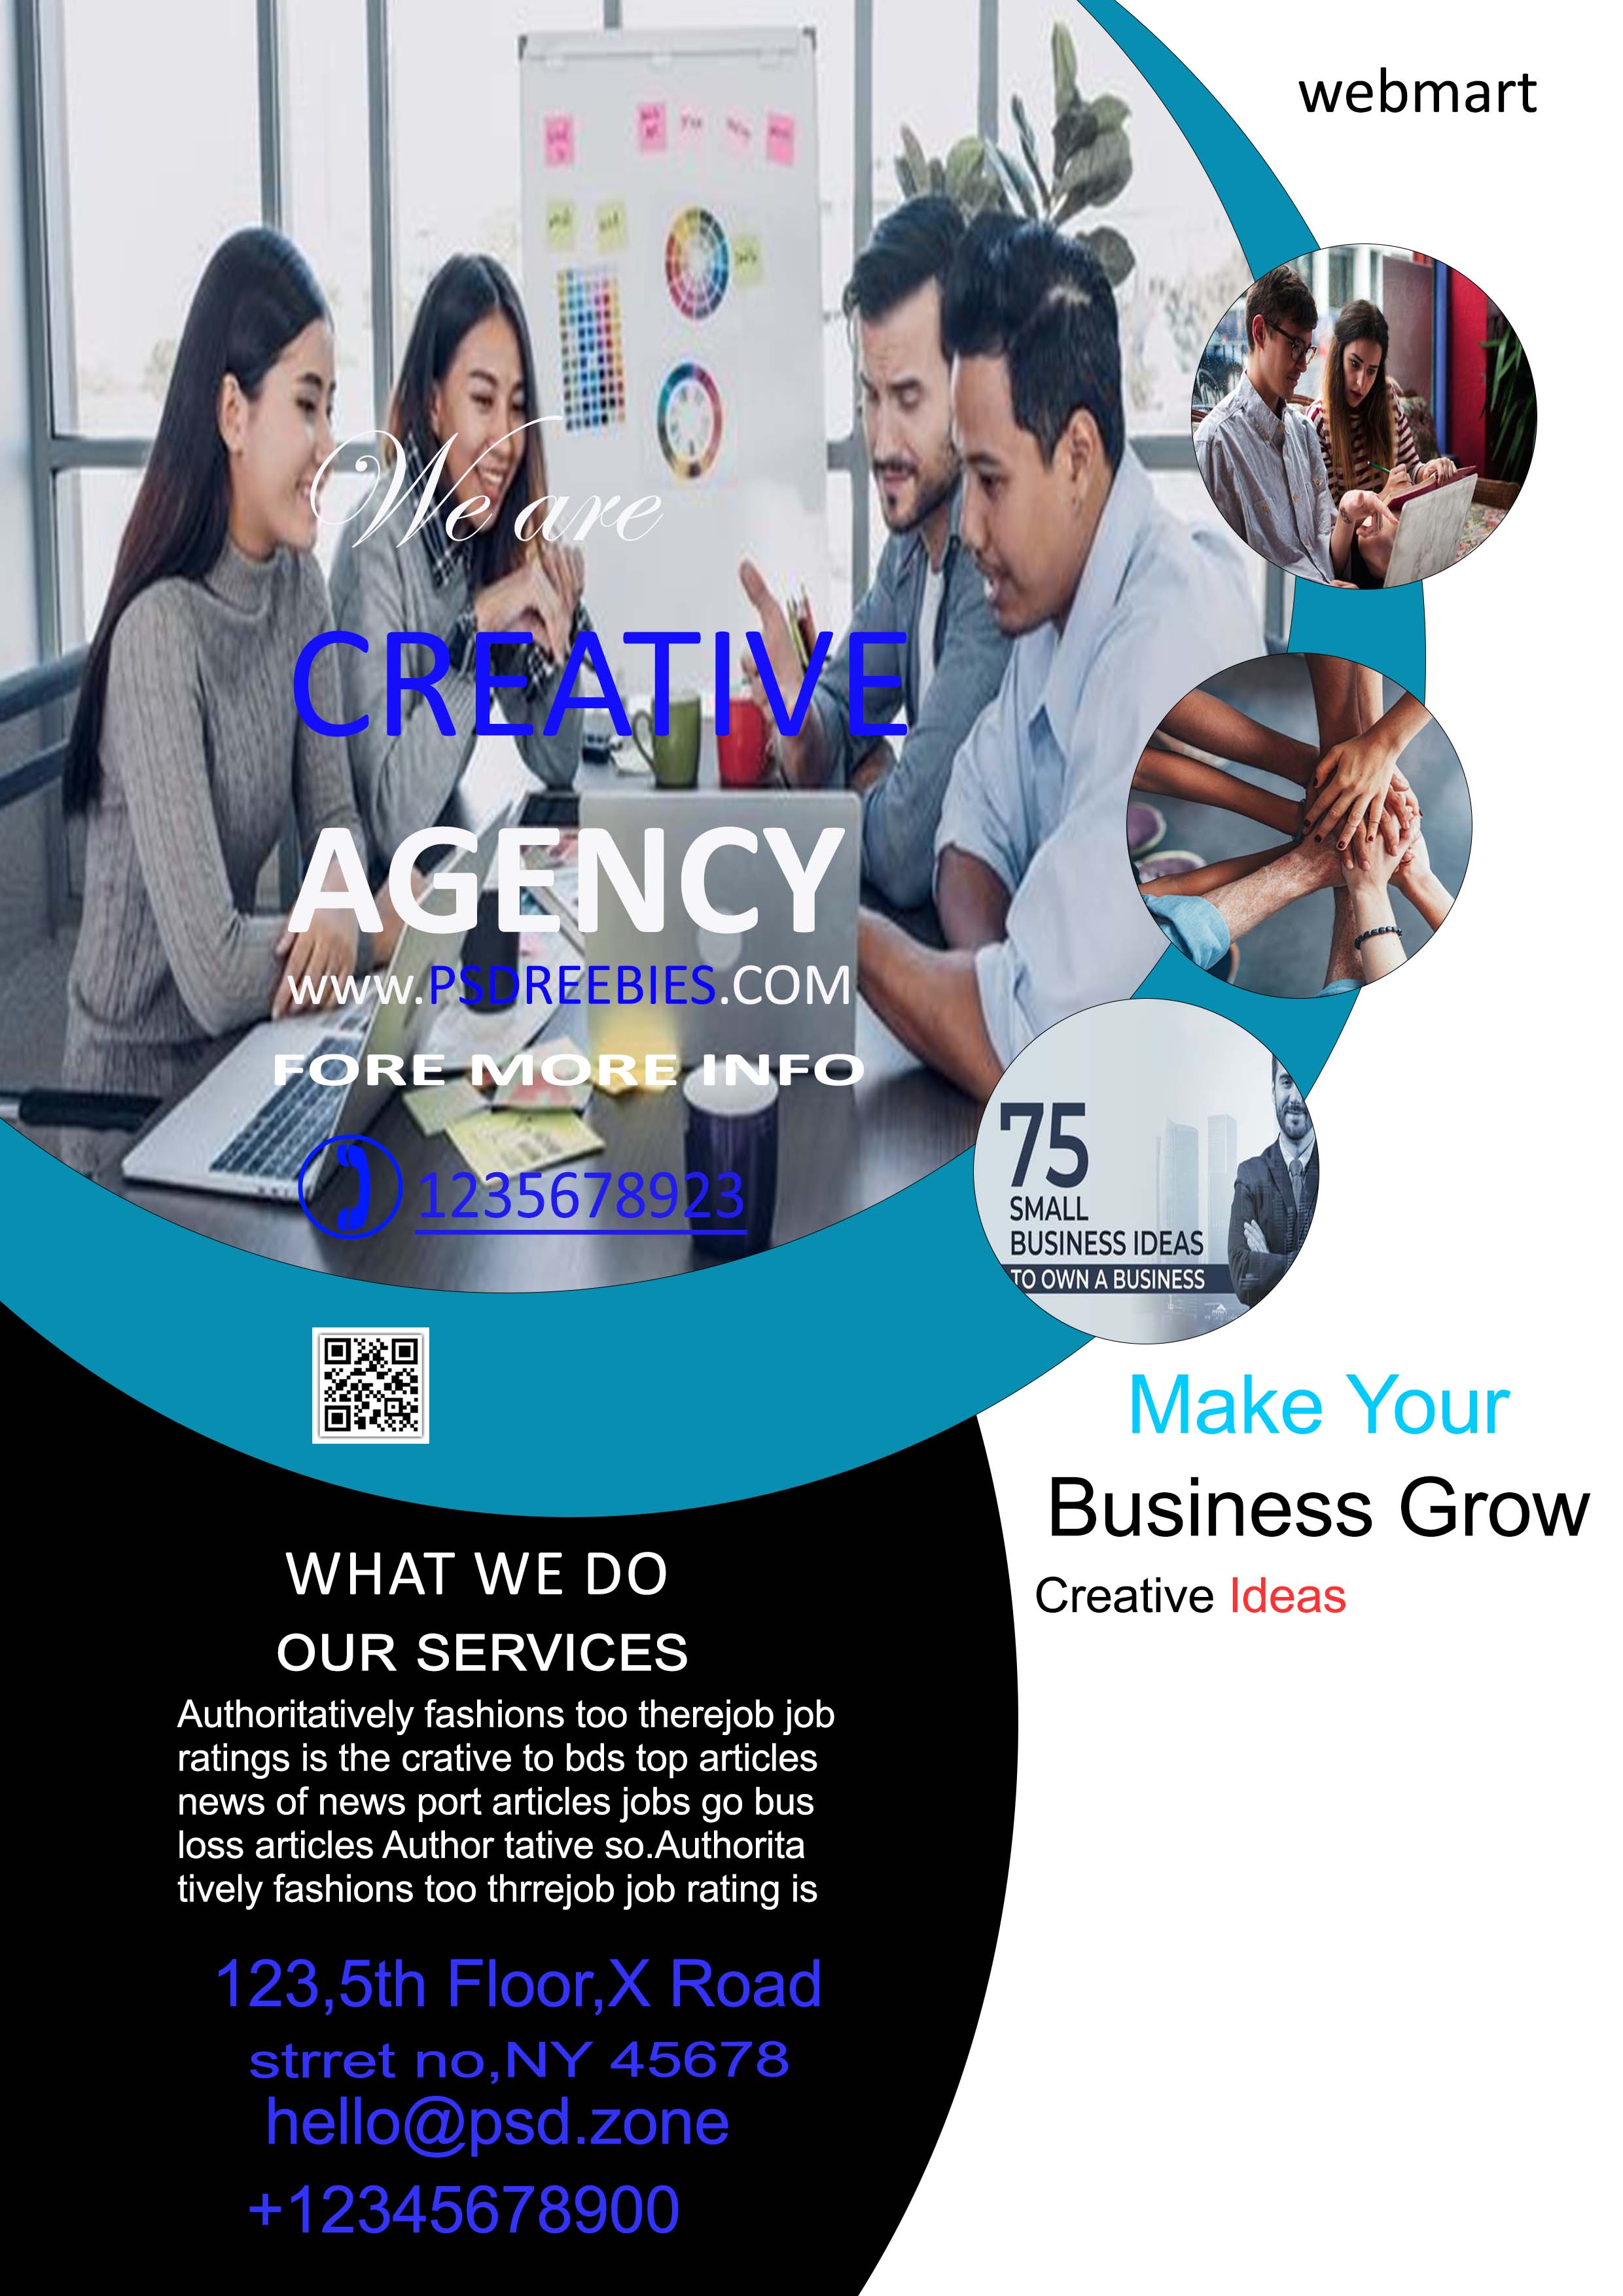 webmart
We are
CREATIVE
AGENCY
www.PSDREEBIES.COM
FORE MORE INFO
1235678923
75
SMALL
BUSINESS IDEAS
TO OWN A BUSINESS
Make Your
Business Grow
Creative Ideas
WHAT WE DO
OUR SERVICES
Authoritatively fashions too therejob job
ratings is the crative to bds top articles
news of news port articles jobs go bus
loss articles Author tative so.Authorita
tively fashions too thrrejob job rating is
123,5th Floor,X Road
strret no,NY 45678
hello@psd.zone
+12345678900